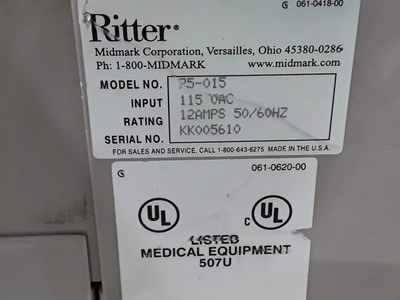 061-0418-00
Ritter®
Midmark Corporation, Versailles, Ohio 45380-0286
Ph: 1-800-MIDMARK www.midmark.com
MODEL NO. 75-015
INPUT 115 VAC
RATING 12AMPS 50/60HZ
SERIAL NO. KK005610
FOR SALES AND SERVICE, CALL 1-800-643-6275 MADE IN THE U.S.A.
061-0620-00
UL ® C UL ®
LISTED
MEDICAL EQUIPMENT
507U